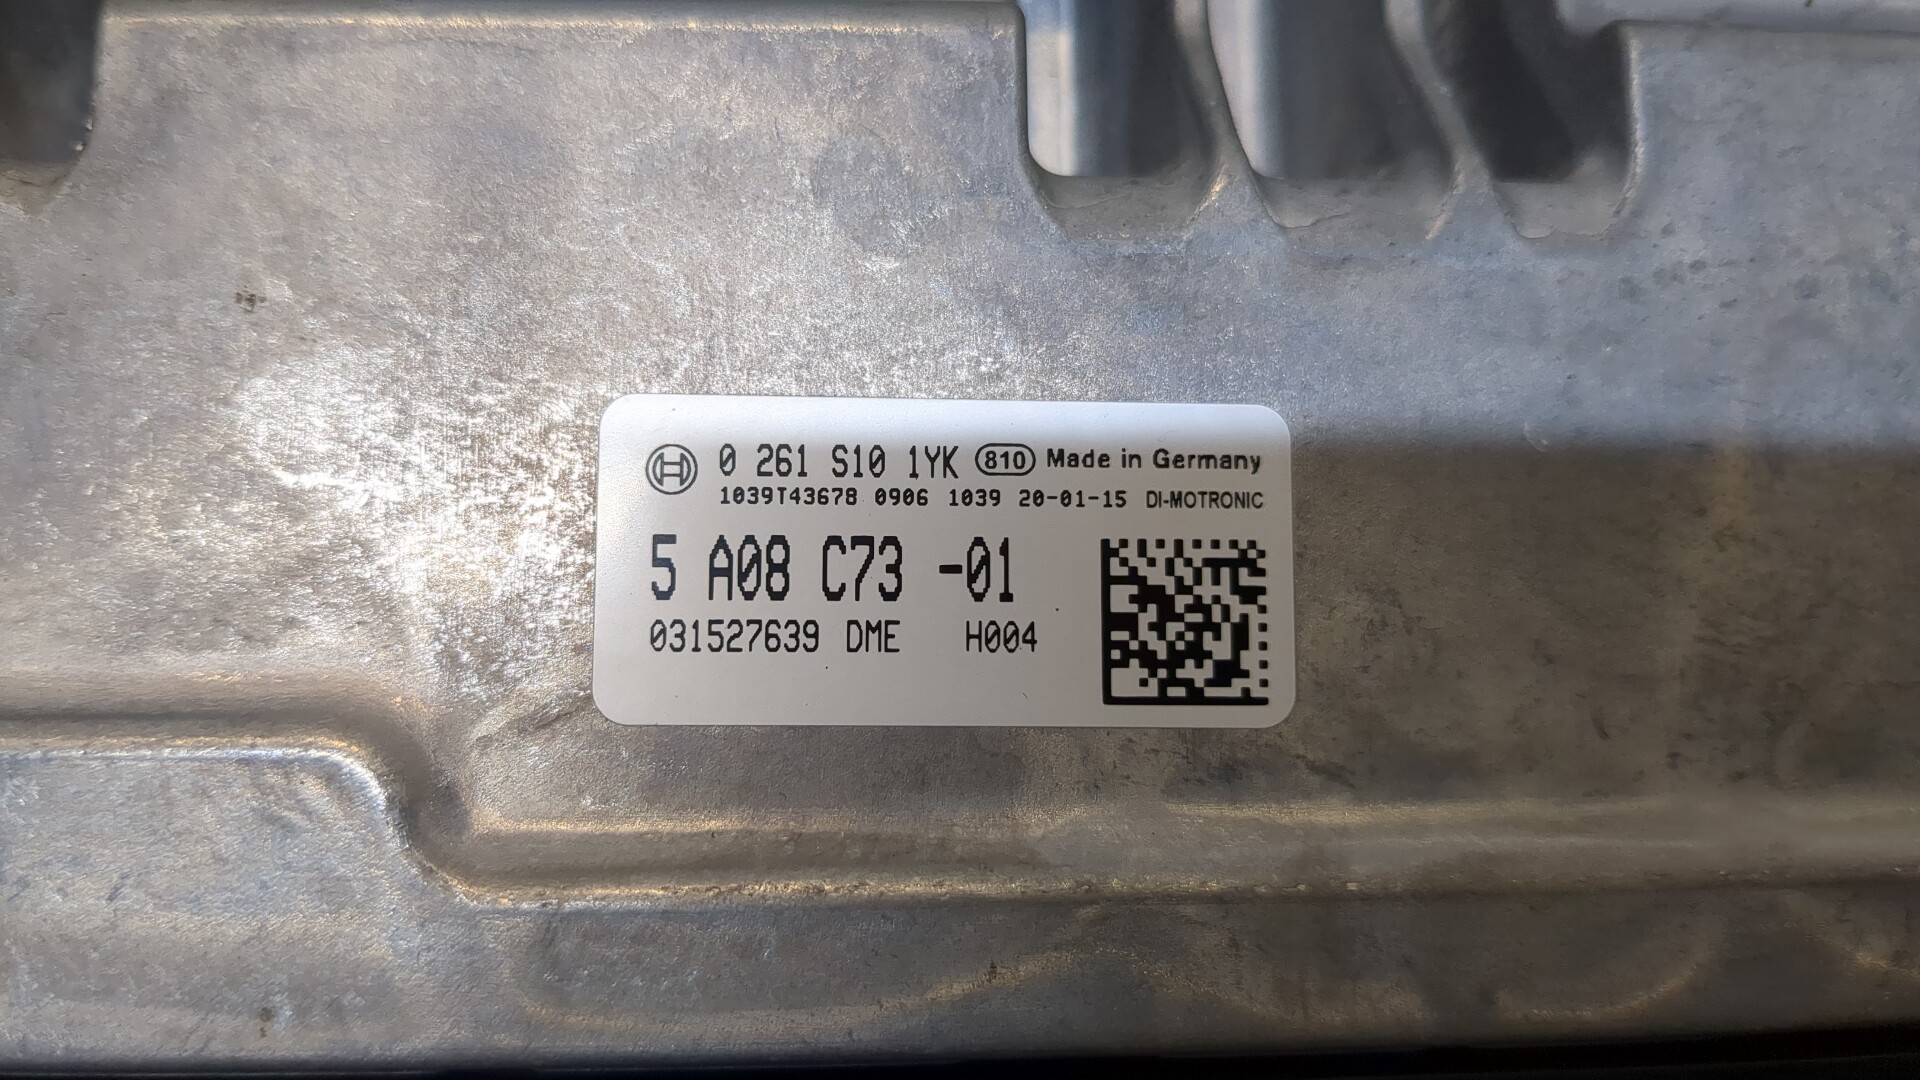 0 261 S10 1YK 810 Made in Germany
1039T43678 0906 1039 20-01-15 DI-MOTRONIC
5 A08 C73 -01
031527639 DME H004